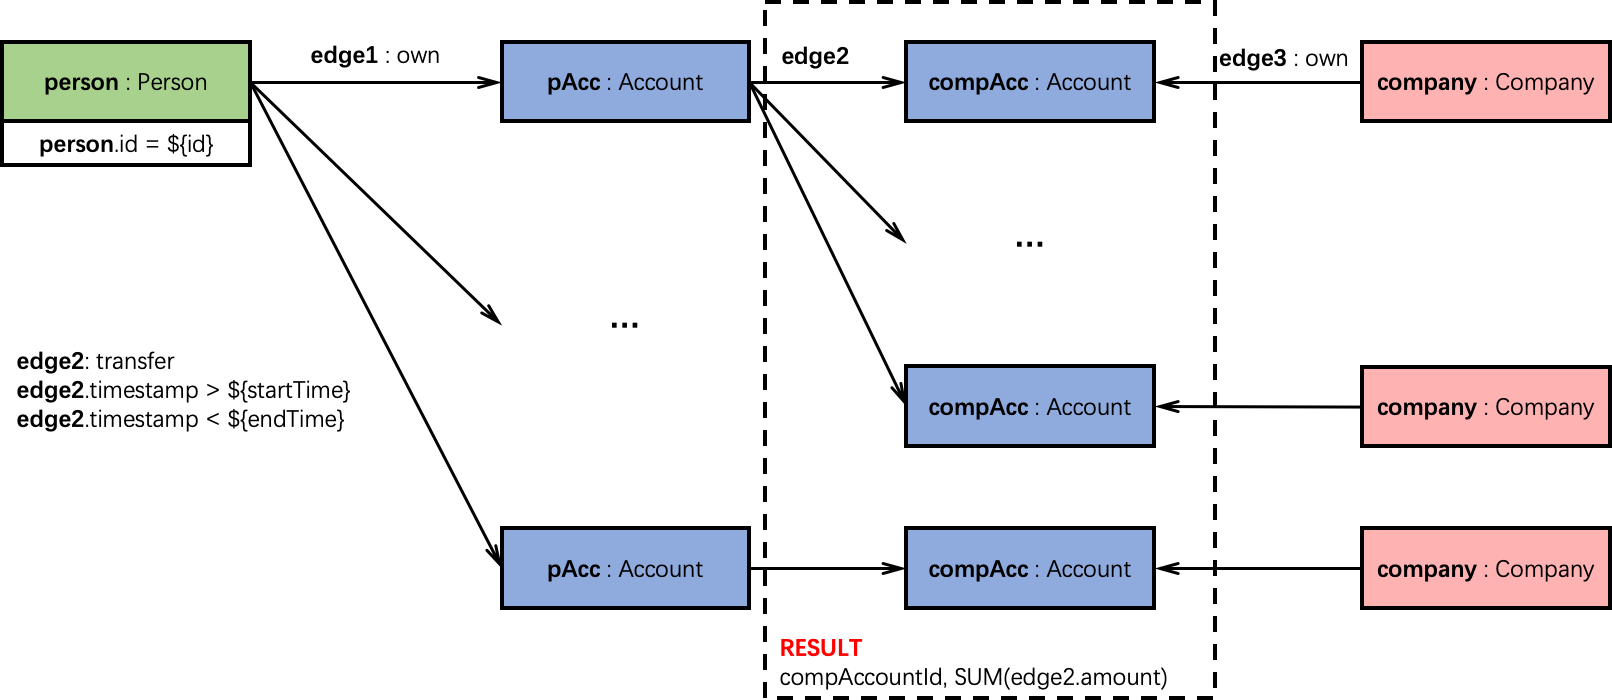 edge1 : own
edge2
edge3 : own
person : Person
pAcc : Account
compAcc : Account
company : Company
person.id = ${id}
...
...
edge2: transfer
edge2.timestamp > ${startTime}
edge2.timestamp < ${endTime}
compAcc : Account
company : Company
pAcc : Account
compAcc : Account
company : Company
RESULT
compAccountId, SUM(edge2.amount)